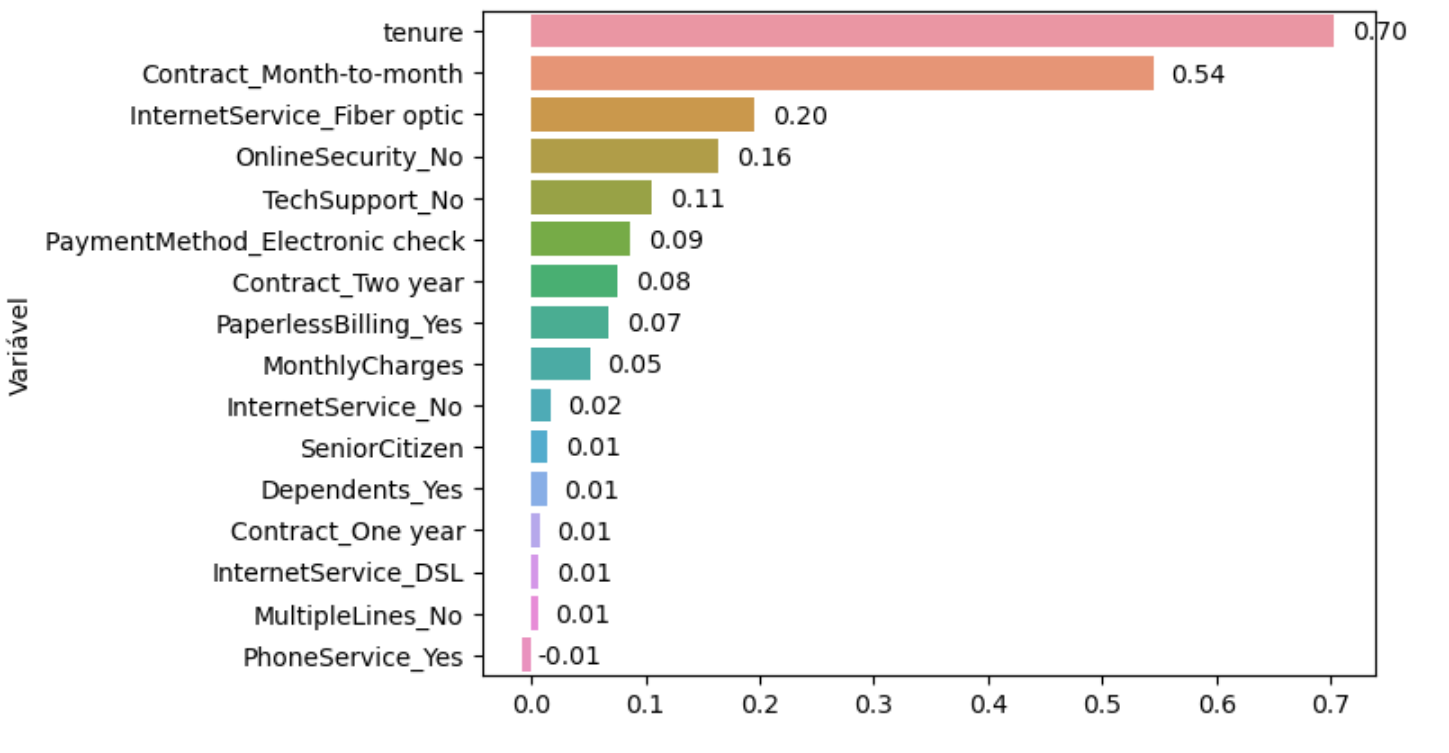 tenure 0.70
Contract_Month-to-month 0.54
InternetService_Fiber optic 0.20
OnlineSecurity_No 0.16
TechSupport_No 0.11
PaymentMethod_Electronic check 0.09
Contract_Two year 0.08
PaperlessBilling_Yes 0.07
Variável
MonthlyCharges 0.05
InternetService_No 0.02
SeniorCitizen 0.01
Dependents_Yes 0.01
Contract_One year 0.01
InternetService_DSL 0.01
MultipleLines_No 0.01
PhoneService_Yes -0.01
0.0 0.1 0.2 0.3 0.4 0.5 0.6 0.7